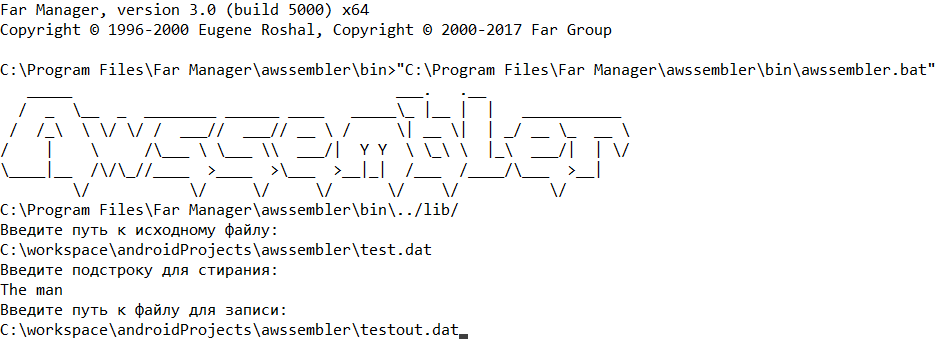 Far Manager, version 3.0 (build 5000) x64
Copyright © 1996-2000 Eugene Roshal, Copyright © 2000-2017 Far Group
C:\Program Files\Far Manager\awssembler\bin>"C:\Program Files\Far Manager\awssembler\bin\awssembler.bat"
Awssembler
C:\Program Files\Far Manager\awssembler\bin\../lib/
Введите путь к исходному файлу:
C:\workspace\androidProjects\awssembler\test.dat
Введите подстроку для стирания:
The man
Введите путь к файлу для записи:
C:\workspace\androidProjects\awssembler\testout.dat